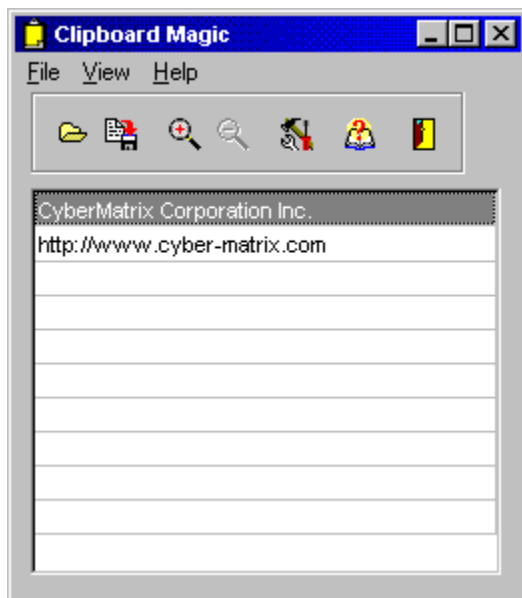 Clipboard Magic
File View Help
CyberMatrix Corporation Inc.
http://www.cyber-matrix.com